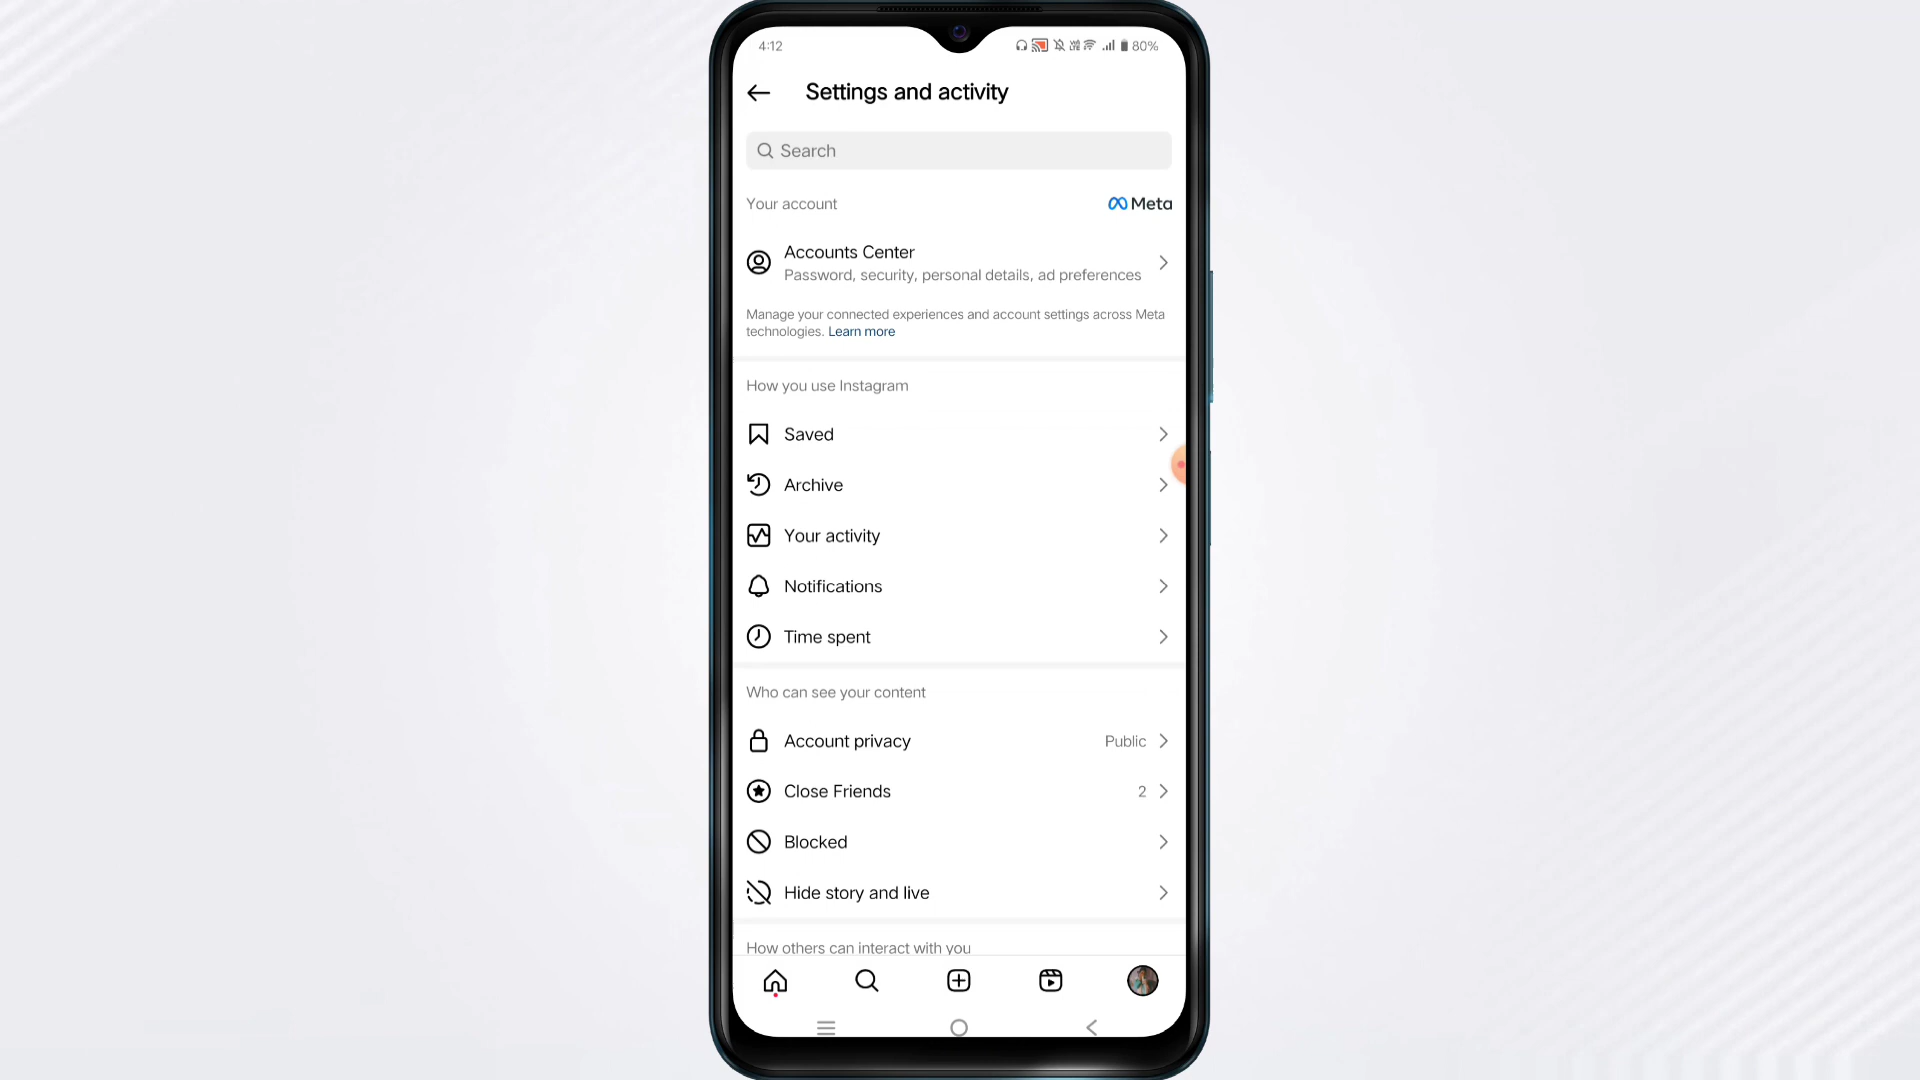 4:12
80%
Settings and activity
Search
Your account
Meta
Accounts Center
Password, security, personal details, ad preferences
Manage your connected experiences and account settings across Meta
technologies. Learn more
How you use Instagram
Saved
Archive
Your activity
Notifications
Time spent
Who can see your content
Account privacy Public
Close Friends 2
Blocked
Hide story and live
How others can interact with you